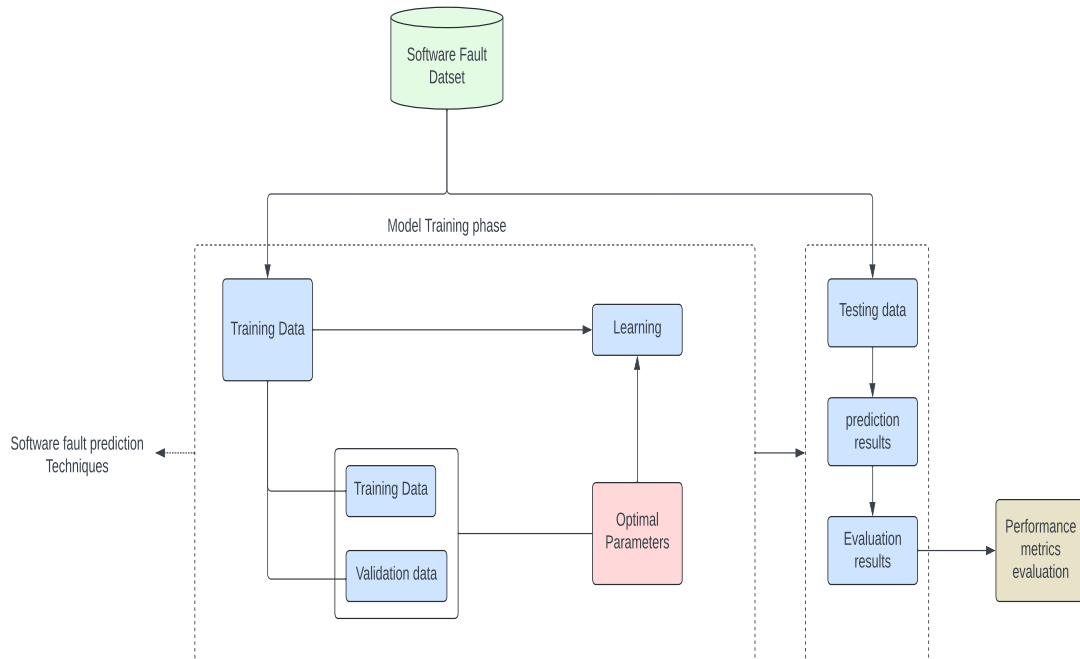 Software Fault
Datset
Model Training phase
Training Data
Learning
Testing data
prediction
results
Software fault prediction
Techniques
Training Data
Optimal
Parameters
Validation data
Evaluation
results
Performance
metrics
evaluation